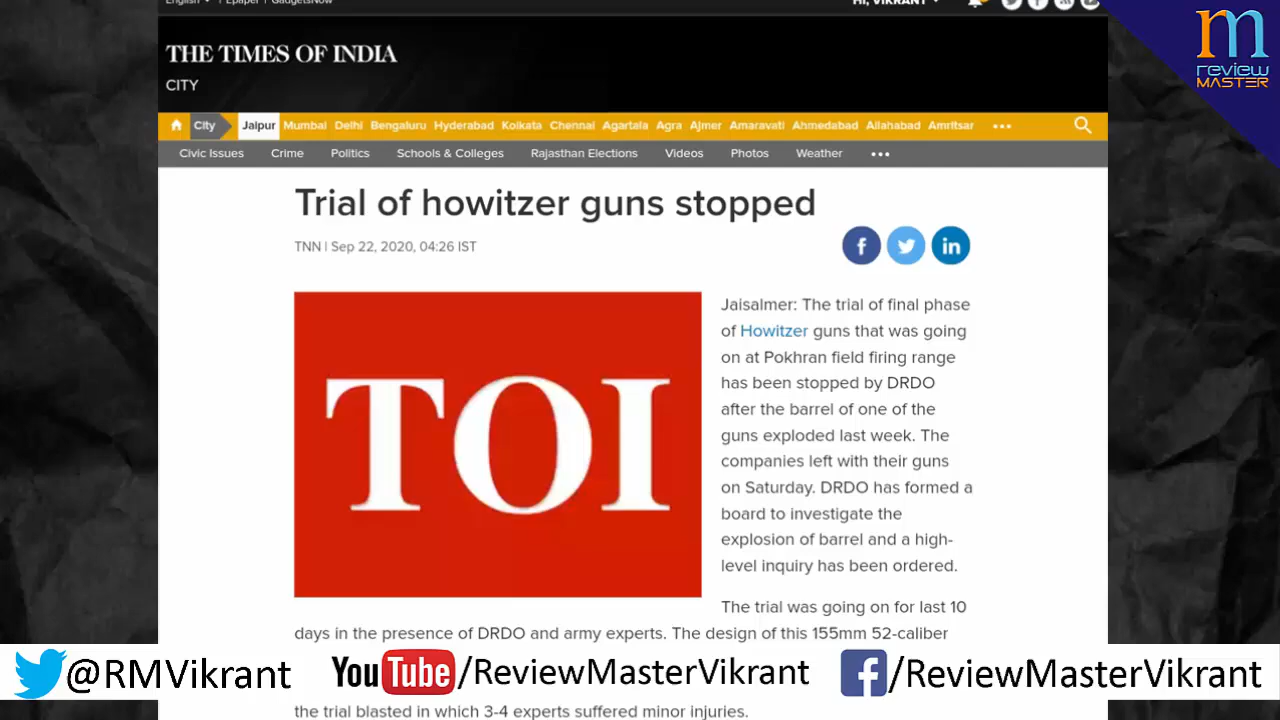 English
Epaper
GadgetsNow
HI, VIKRANT
m
review
MASTER
THE TIMES OF INDIA
CITY
City Jaipur Mumbai Delhi Bengaluru Hyderabad Kolkata Chennai Agartala Agra Ajmer Amaravati Ahmedabad Allahabad Amritsar
Civic Issues Crime Politics Schools & Colleges Rajasthan Elections Videos Photos Weather
Trial of howitzer guns stopped
TNN | Sep 22, 2020, 04:26 IST
TOI
Jaisalmer: The trial of final phase
of Howitzer guns that was going
on at Pokhran field firing range
has been stopped by DRDO
after the barrel of one of the
guns exploded last week. The
companies left with their guns
on Saturday. DRDO has formed a
board to investigate the
explosion of barrel and a high-
level inquiry has been ordered.
The trial was going on for last 10
days in the presence of DRDO and army experts. The design of this 155mm 52-caliber
@RMVikrant YouTube/ReviewMasterVikrant f/ReviewMasterVikrant
the trial blasted in which 3-4 experts suffered minor injuries.